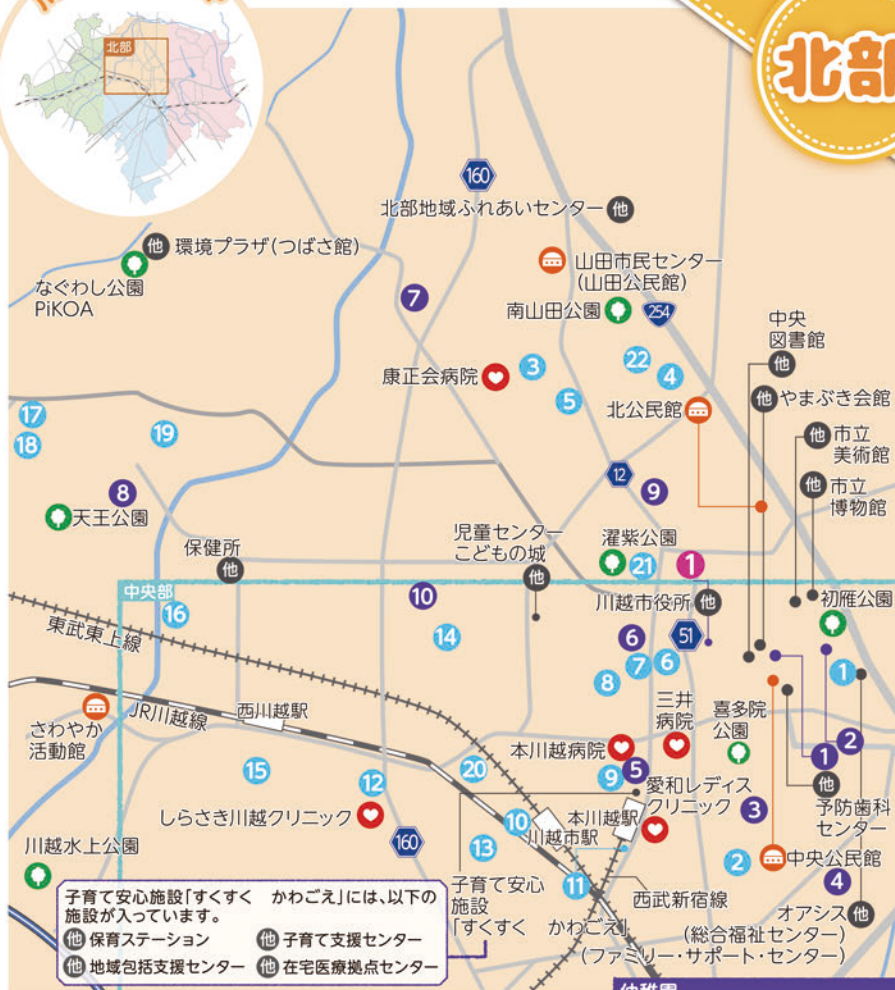 北部
北部
160
北部地域ふれあいセンター 他
他 環境プラザ(つばさ館)
なぐわし公園
PiKOA
山田市民センター
(山田公民館)
7
南山田公園
254
中央
図書館
他
22
康正会病院
3
4
5
他 やまぶき会館
北公民館
17
18
19
他 市立
美術館
12
9
他 市立
博物館
8
天王公園
保健所
他
児童センター
こどもの城
他
濯紫公園
21
1
中央部
10
川越市役所 他
初雁公園
16
東武東上線
14
6
51
7
6
8
1
さわやか
活動館
JR川越線
西川越駅
三井
病院
喜多院
公園
本川越病院
1
2
15
12
20
9
5
愛和レディス
クリニック
他
予防歯科
センター
しらさき川越クリニック
10
川越市駅
本川越駅
3
160
13
2
中央公民館
川越水上公園
11
4
子育て安心
施設
「すくすく かわごえ」
西武新宿線
オアシス 他
(総合福祉センター)
(ファミリー・サポート・センター)
子育て安心施設「すくすく かわごえ」には、以下の
施設が入っています。
他 保育ステーション 他 子育て支援センター
他 地域包括支援センター 他 在宅医療拠点センター
幼稚園